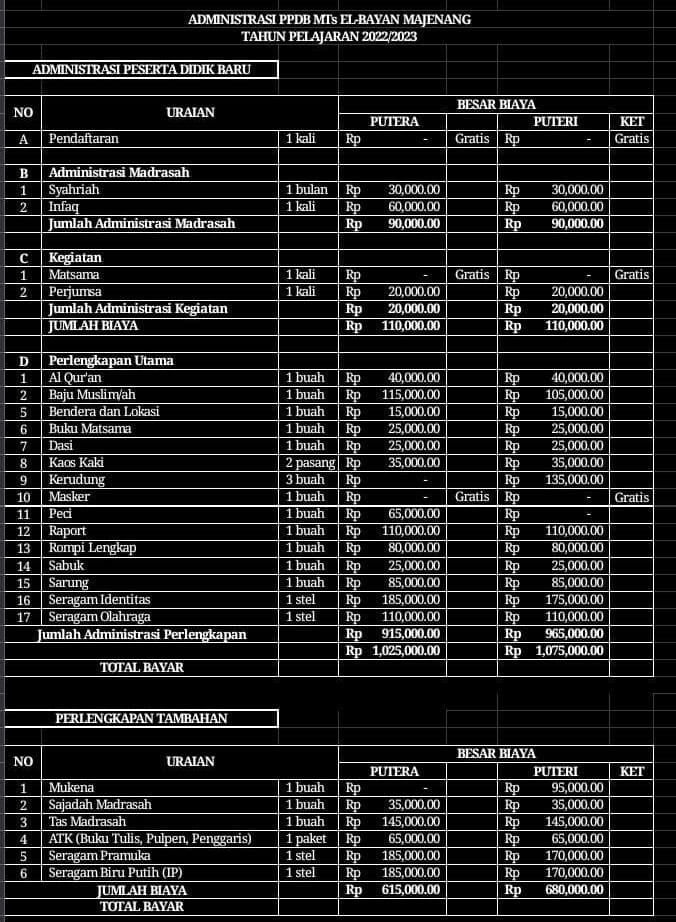 ADMINISTRASI PPDB MTs EL-BAYAN MAJENANG
TAHUN PELAJARAN 2022/2023
ADMINISTRASI PESERTA DIDIK BARU
NO URAIAN BESAR BIAYA
PUTERA PUTERI KET
A Pendaftaran 1 kali Rp - Gratis Rp - Gratis
B Administrasi Madrasah
1 Syahriah 1 bulan Rp 30,000.00 Rp 30,000.00
2 Infaq 1 kali Rp 60,000.00 Rp 60,000.00
Jumlah Administrasi Madrasah Rp 90,000.00 Rp 90,000.00
C Kegiatan
1 Matsama 1 kali Rp - Gratis Rp - Gratis
2 Perjumsa 1 kali Rp 20,000.00 Rp 20,000.00
Jumlah Administrasi Kegiatan Rp 20,000.00 Rp 20,000.00
JUMLAH BIAYA Rp 110,000.00 Rp 110,000.00
D Perlengkapan Utama
1 Al Qur'an 1 buah Rp 40,000.00 Rp 40,000.00
2 Baju Muslim/ah 1 buah Rp 115,000.00 Rp 105,000.00
5 Bendera dan Lokasi 1 buah Rp 15,000.00 Rp 15,000.00
6 Buku Matsama 1 buah Rp 25,000.00 Rp 25,000.00
7 Dasi 1 buah Rp 25,000.00 Rp 25,000.00
8 Kaos Kaki 2 pasang Rp 35,000.00 Rp 35,000.00
9 Kerudung 3 buah Rp - Rp 135,000.00
10 Masker 1 buah Rp - Gratis Rp - Gratis
11 Peci 1 buah Rp 65,000.00 Rp -
12 Raport 1 buah Rp 110,000.00 Rp 110,000.00
13 Rompi Lengkap 1 buah Rp 80,000.00 Rp 80,000.00
14 Sabuk 1 buah Rp 25,000.00 Rp 25,000.00
15 Sarung 1 buah Rp 85,000.00 Rp 85,000.00
16 Seragam Identitas 1 stel Rp 185,000.00 Rp 175,000.00
17 Seragam Olahraga 1 stel Rp 110,000.00 Rp 110,000.00
Jumlah Administrasi Perlengkapan Rp 915,000.00 Rp 965,000.00
Rp 1,025,000.00 Rp 1,075,000.00
TOTAL BAYAR
PERLENGKAPAN TAMBAHAN
NO URAIAN BESAR BIAYA
PUTERA PUTERI KET
1 Mukena 1 buah Rp - Rp 95,000.00
2 Sajadah Madrasah 1 buah Rp 35,000.00 Rp 35,000.00
3 Tas Madrasah 1 buah Rp 145,000.00 Rp 145,000.00
4 ATK (Buku Tulis, Pulpen, Penggaris) 1 paket Rp 65,000.00 Rp 65,000.00
5 Seragam Pramuka 1 stel Rp 185,000.00 Rp 170,000.00
6 Seragam Biru Putih (IP) 1 stel Rp 185,000.00 Rp 170,000.00
JUMLAH BIAYA Rp 615,000.00 Rp 680,000.00
TOTAL BAYAR